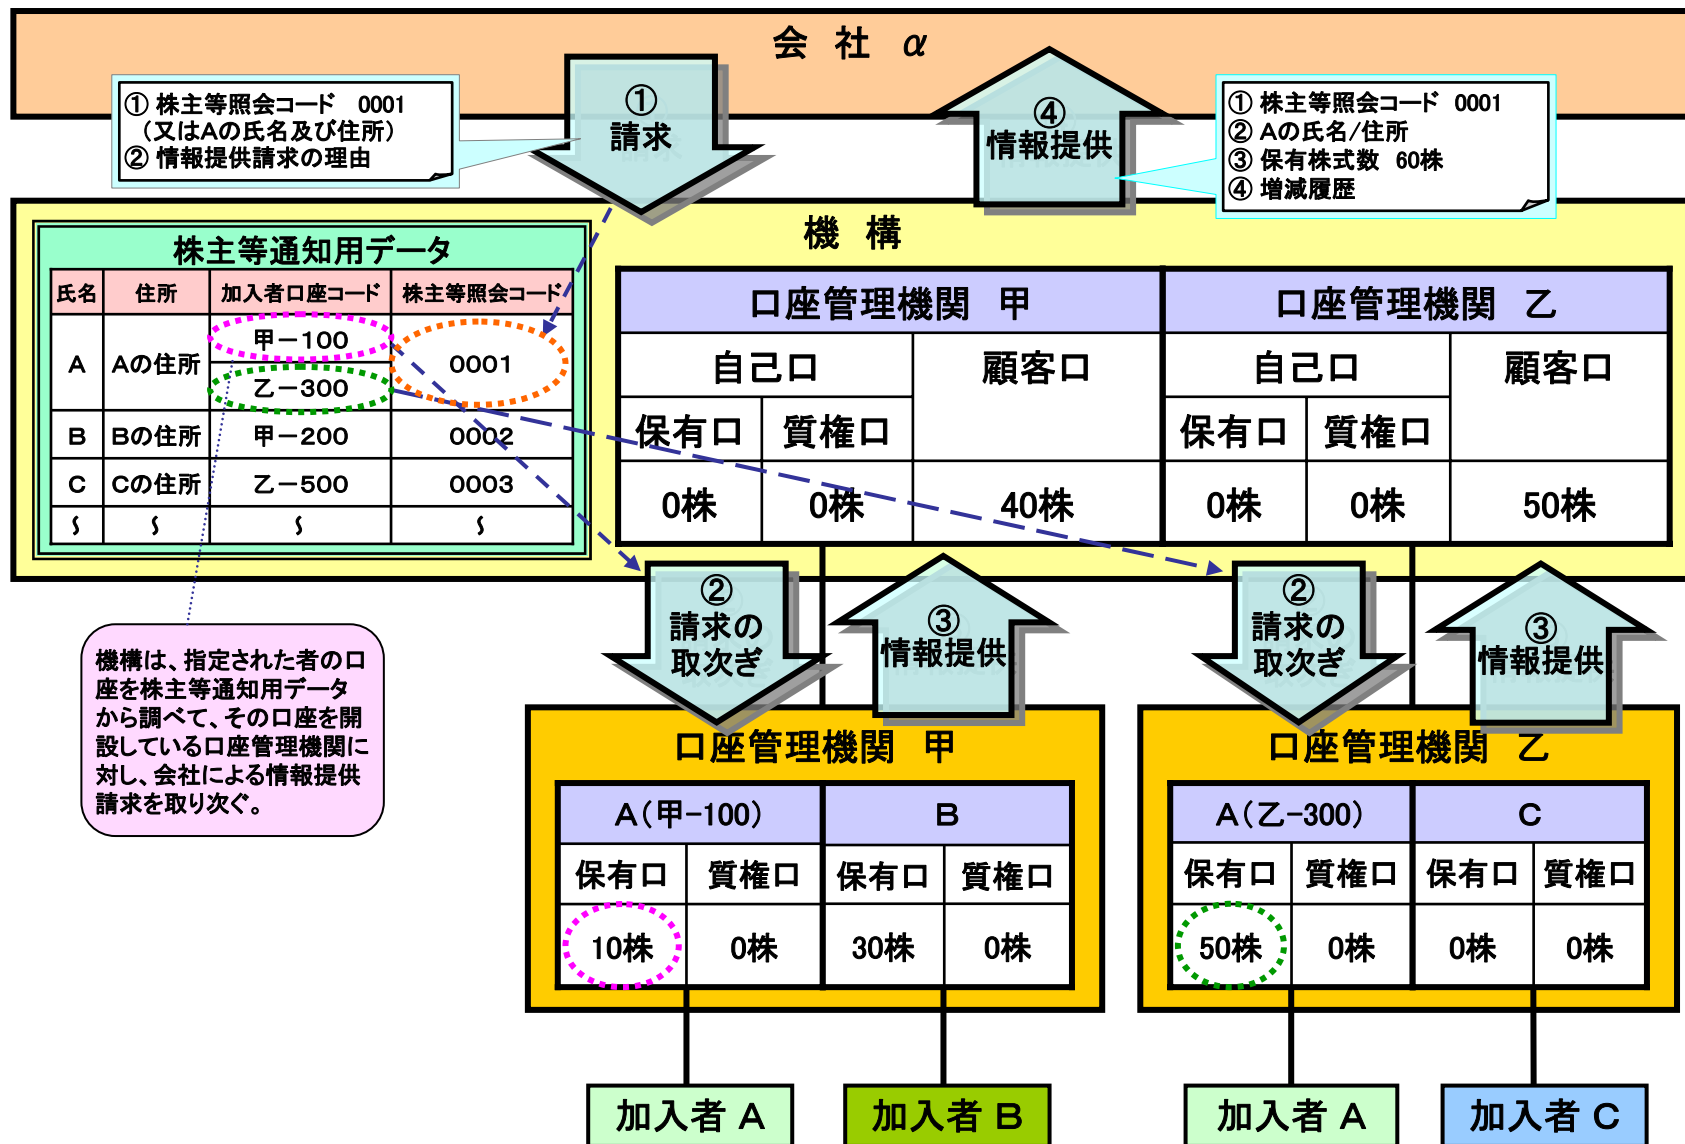 会 社 α
① 株主等照会コード 0001
（又はAの氏名及び住所）
② 情報提供請求の理由
①
請求
④
情報提供
① 株主等照会コード 0001
② Aの氏名/住所
③ 保有株式数 60株
④ 増減履歴
機 構
株主等通知用データ
氏名 住所 加入者口座コード 株主等照会コード
A Aの住所 甲－100 0001
乙－300
B Bの住所 甲－200 0002
C Cの住所 乙－500 0003
〜 〜 〜 〜
口座管理機関 甲 口座管理機関 乙
自己口 顧客口 自己口 顧客口
保有口 質権口 保有口 質権口
0株 0株 40株 0株 0株 50株
②
請求の
取次ぎ
③
情報提供
②
請求の
取次ぎ
③
情報提供
機構は、指定された者の口
座を株主等通知用データ
から調べて、その口座を開
設している口座管理機関に
対し、会社による情報提供
請求を取り次ぐ。
口座管理機関 甲
A（甲-100） B
保有口 質権口 保有口 質権口
10株 0株 30株 0株
口座管理機関 乙
A（乙-300） C
保有口 質権口 保有口 質権口
50株 0株 0株 0株
加入者 A 加入者 B 加入者 A 加入者 C